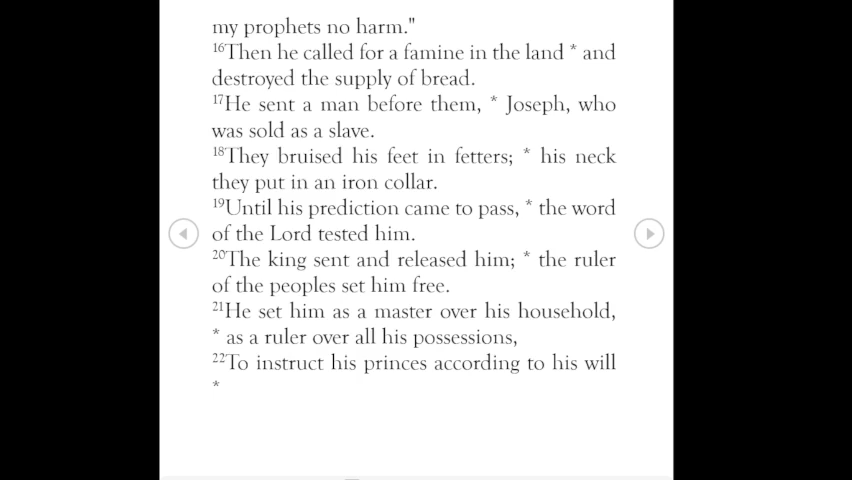 my prophets no harm."
16Then he called for a famine in the land * and
destroyed the supply of bread.
17He sent a man before them, * Joseph, who
was sold as a slave.
18They bruised his feet in fetters; * his neck
they put in an iron collar.
19Until his prediction came to pass, * the word
of the Lord tested him.
20The king sent and released him; * the ruler
of the peoples set him free.
21He set him as a master over his household,
* as a ruler over all his possessions,
22To instruct his princes according to his will
*